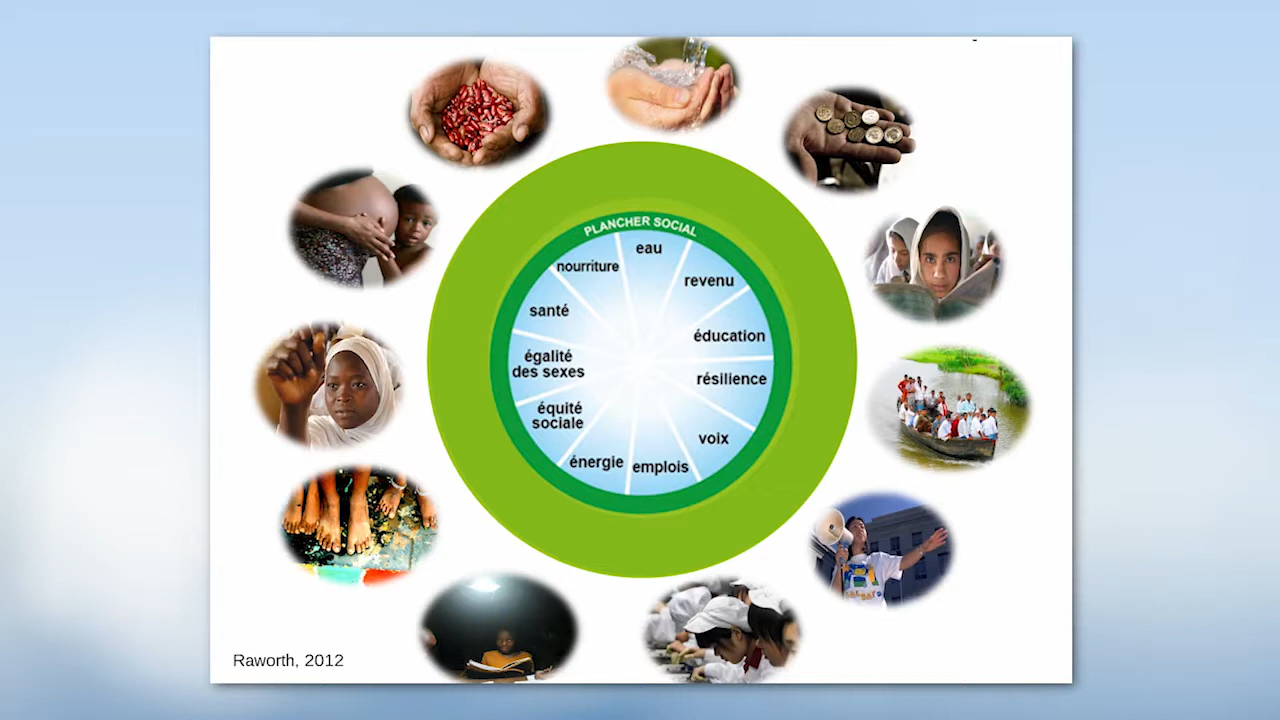 PLANCHER SOCIAL
eau
nourriture
revenu
santé
éducation
égalité
des sexes
résilience
équité
sociale
voix
énergie
emplois
Raworth, 2012